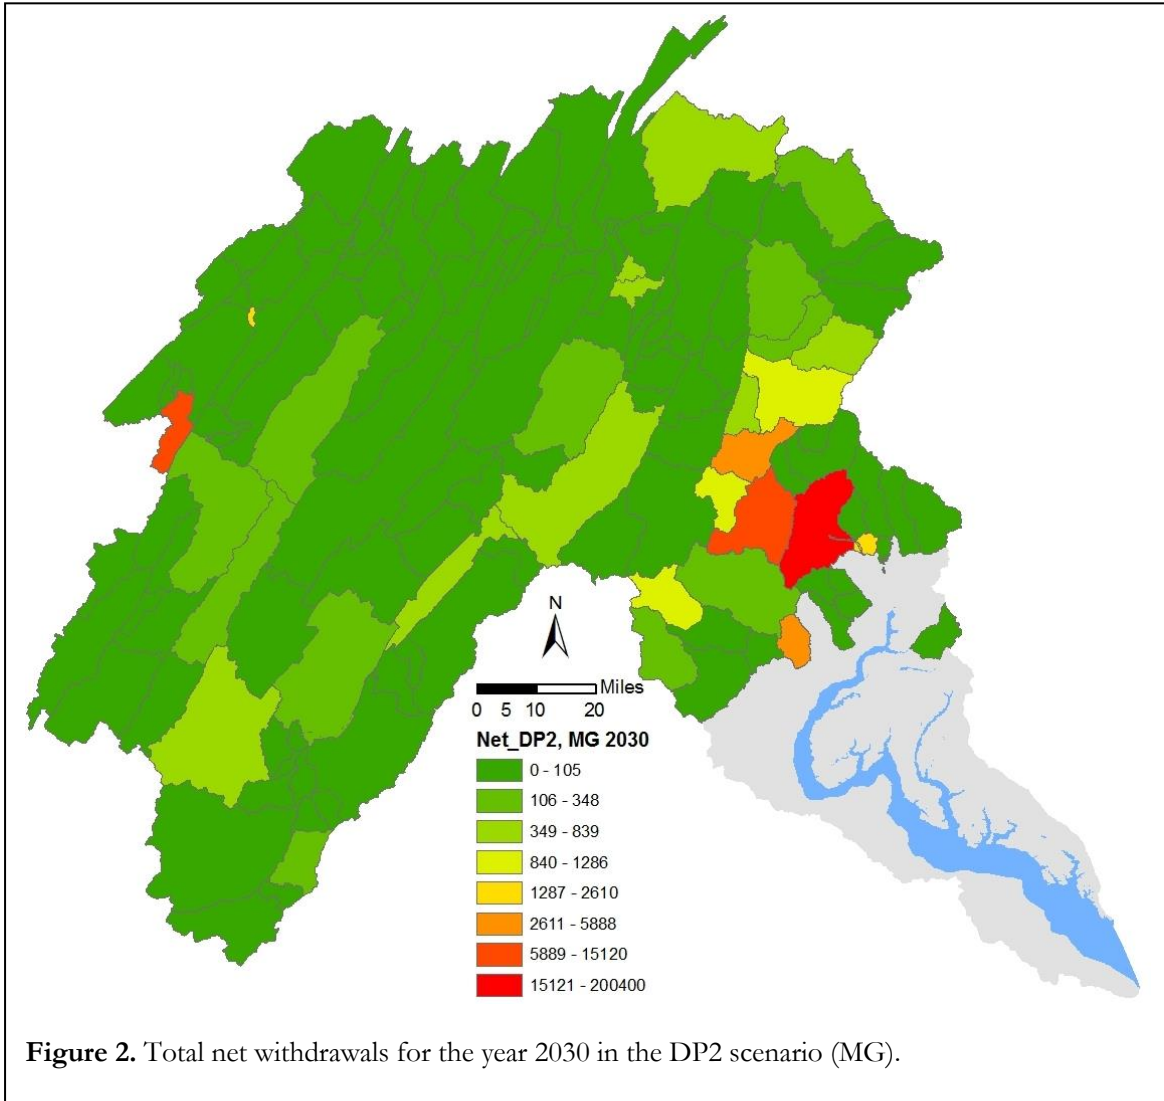 N
Miles
0 5 10 20
Net_DP2, MG 2030
0 - 105
106 - 348
349 - 839
840 - 1286
1287 - 2610
2611 - 5888
5889 - 15120
15121 - 200400
Figure 2. Total net withdrawals for the year 2030 in the DP2 scenario (MG).